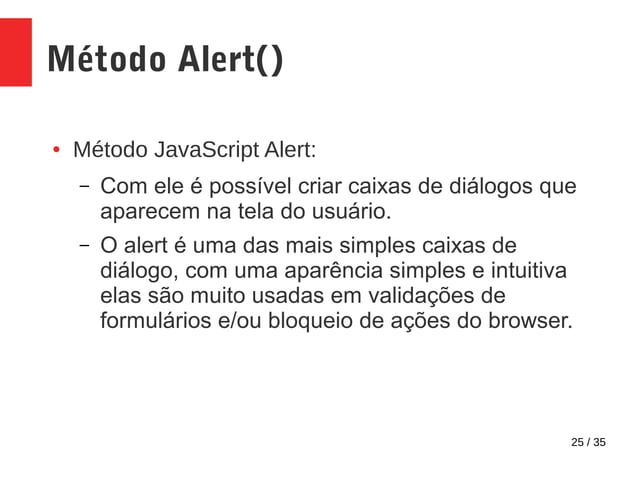 Método Alert()
● Método JavaScript Alert:
– Com ele é possível criar caixas de diálogos que
aparecem na tela do usuário.
– O alert é uma das mais simples caixas de
diálogo, com uma aparência simples e intuitiva
elas são muito usadas em validações de
formulários e/ou bloqueio de ações do browser.
25 / 35